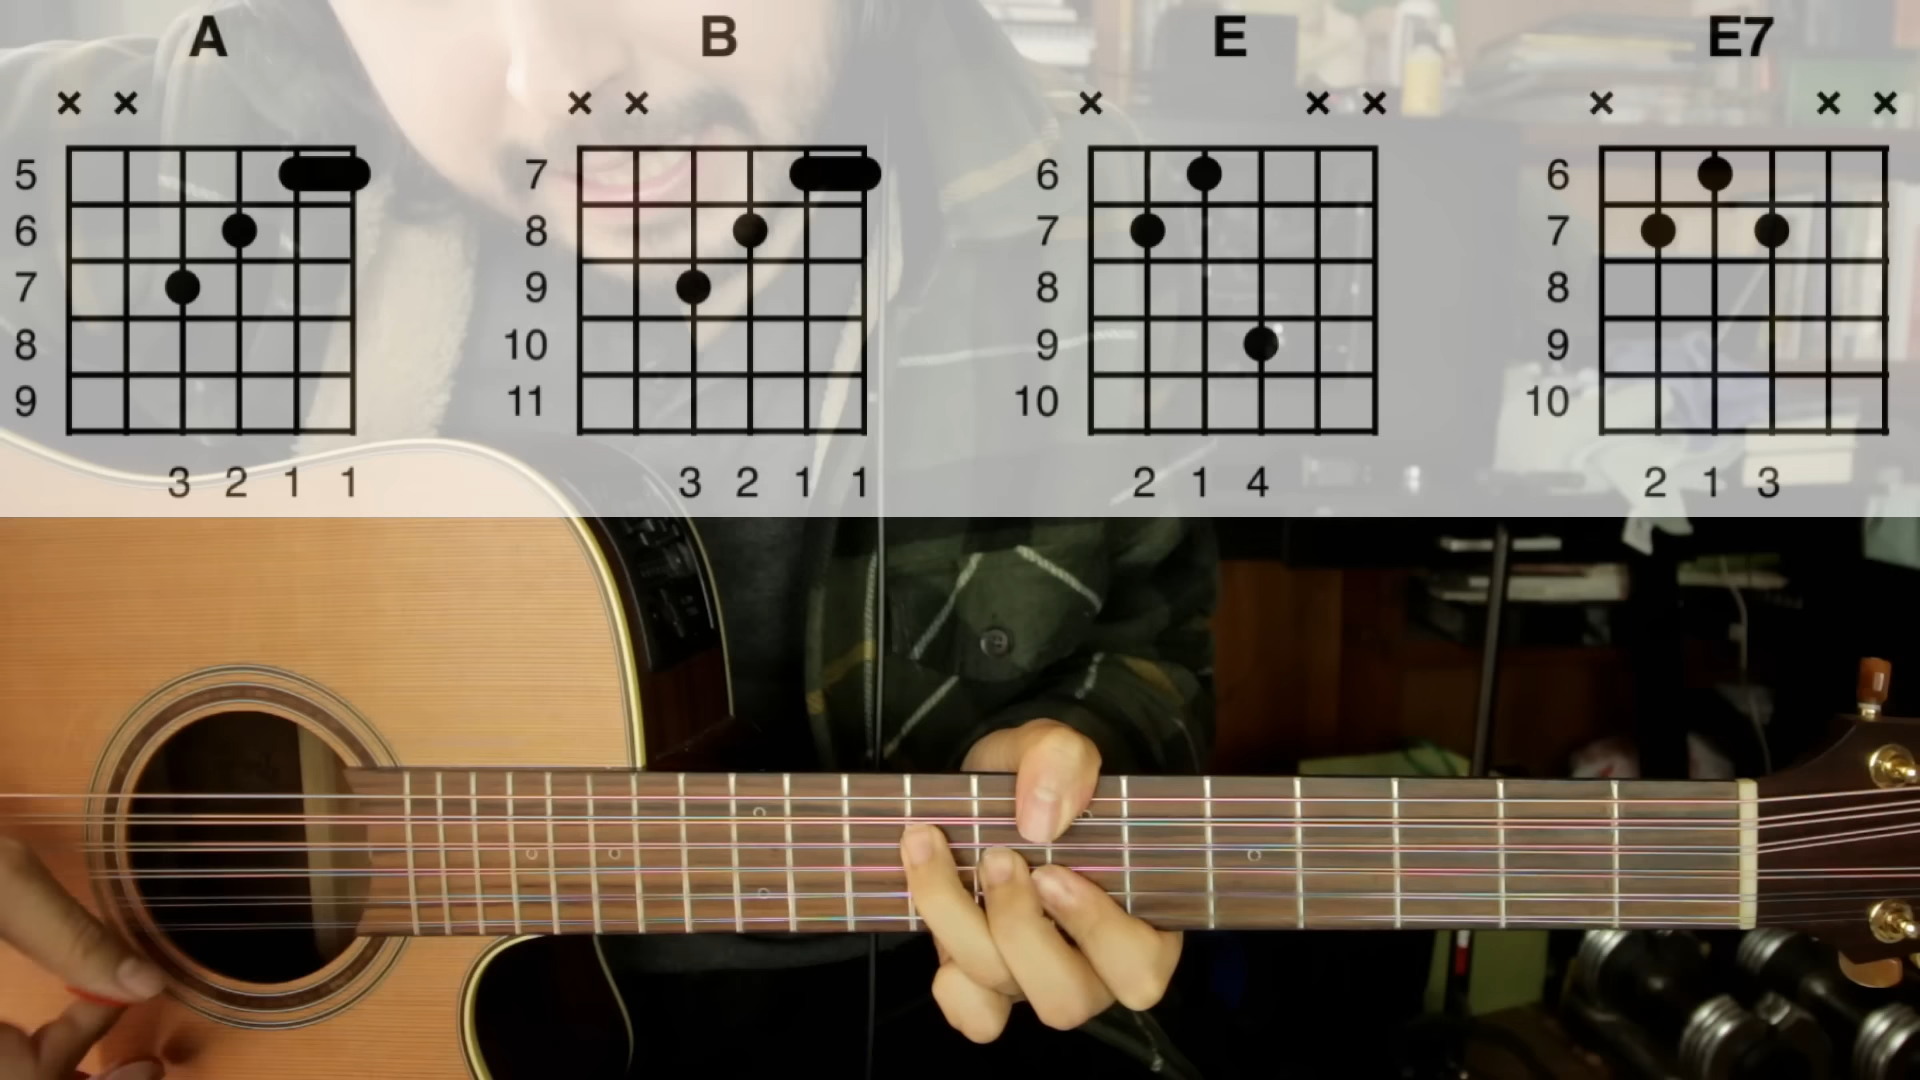 A B E E7
× × × × × × × × × ×
5 7 6 6
6 8 7 7
7 9 8 8
8 10 9 9
9 11 10 10
3 2 1 1 3 2 1 1 2 1 4 2 1 3